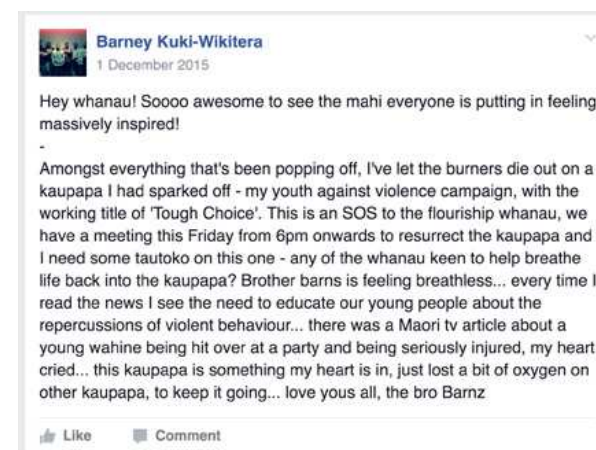 Barney Kuki-Wikitera
1 December 2015
Hey whanau! Soooo awesome to see the mahi everyone is putting in feeling
massively inspired!
-
Amongst everything that's been popping off, I've let the burners die out on a
kaupapa I had sparked off - my youth against violence campaign, with the
working title of 'Tough Choice'. This is an SOS to the flouriship whanau, we
have a meeting this Friday from 6pm onwards to resurrect the kaupapa and
I need some tautoko on this one - any of the whanau keen to help breathe
life back into the kaupapa? Brother barns is feeling breathless... every time I
read the news I see the need to educate our young people about the
repercussions of violent behaviour... there was a Maori tv article about a
young wahine being hit over at a party and being seriously injured, my heart
cried... this kaupapa is something my heart is in, just lost a bit of oxygen on
other kaupapa, to keep it going... love yous all, the bro Barnz
Like Comment